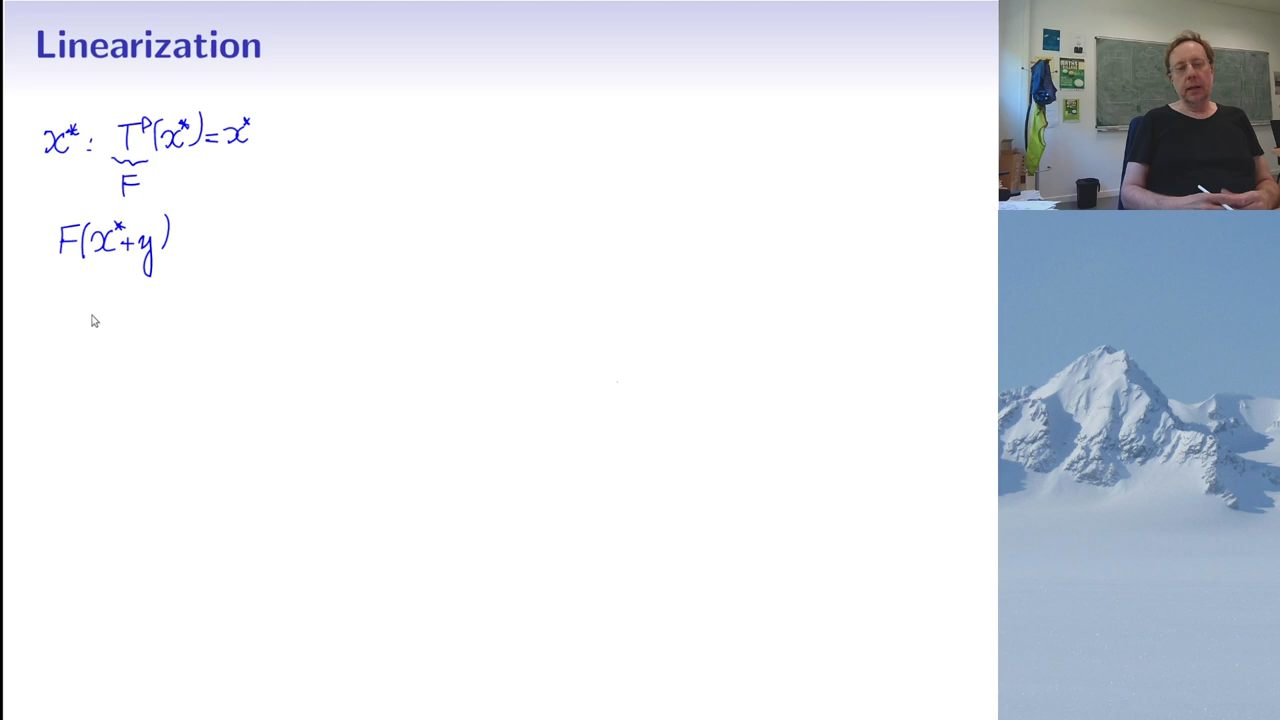 Linearization
x* : T^p(x*) = x*
F
F(x* + y)